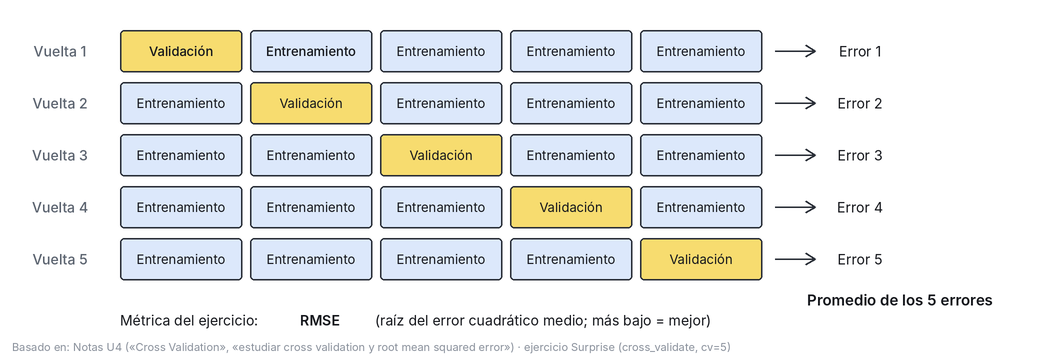 Vuelta 1 Validación Entrenamiento Entrenamiento Entrenamiento Entrenamiento Error 1
Vuelta 2 Entrenamiento Validación Entrenamiento Entrenamiento Entrenamiento Error 2
Vuelta 3 Entrenamiento Entrenamiento Validación Entrenamiento Entrenamiento Error 3
Vuelta 4 Entrenamiento Entrenamiento Entrenamiento Validación Entrenamiento Error 4
Vuelta 5 Entrenamiento Entrenamiento Entrenamiento Entrenamiento Validación Error 5
Promedio de los 5 errores
Métrica del ejercicio: RMSE (raíz del error cuadrático medio; más bajo = mejor)
Basado en: Notas U4 («Cross Validation», «estudiar cross validation y root mean squared error») · ejercicio Surprise (cross_validate, cv=5)